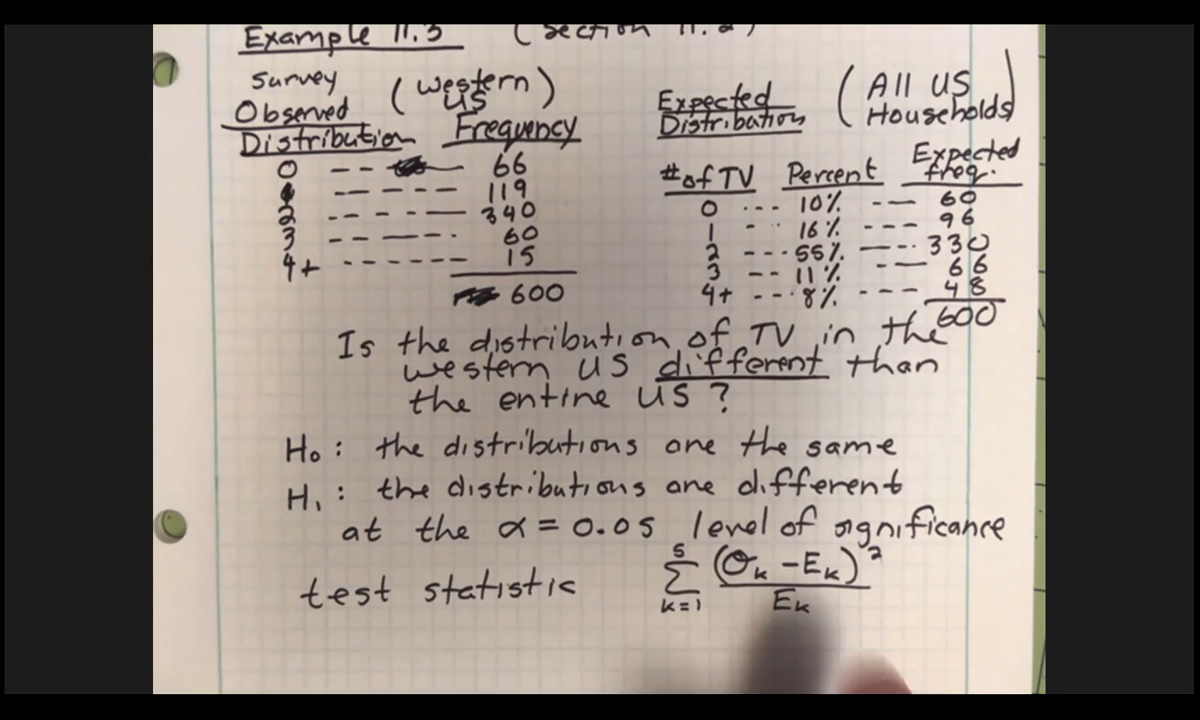 Example 11.3 (Section 11.2)
Survey (Western US)
Observed Distribution Frequency
0 -- — 66
1 ----- 119
2 ----- 340
3 ----- 60
4+ ------ 15
600
Expected Distribution (All US Households)
# of TV Percent Expected freq.
0 --- 10% --- 60
1 --- 16% --- 96
2 --- 55% ---- 330
3 -- 11% --- 66
4+ --- 8% ---- 48
600
Is the distribution of TV in the
western US different than
the entire US ?
H₀ : the distributions are the same
H₁ : the distributions are different
at the α = 0.05 level of significance
test statistic 5 Σ k=1 (Ok - Ek)² / Ek